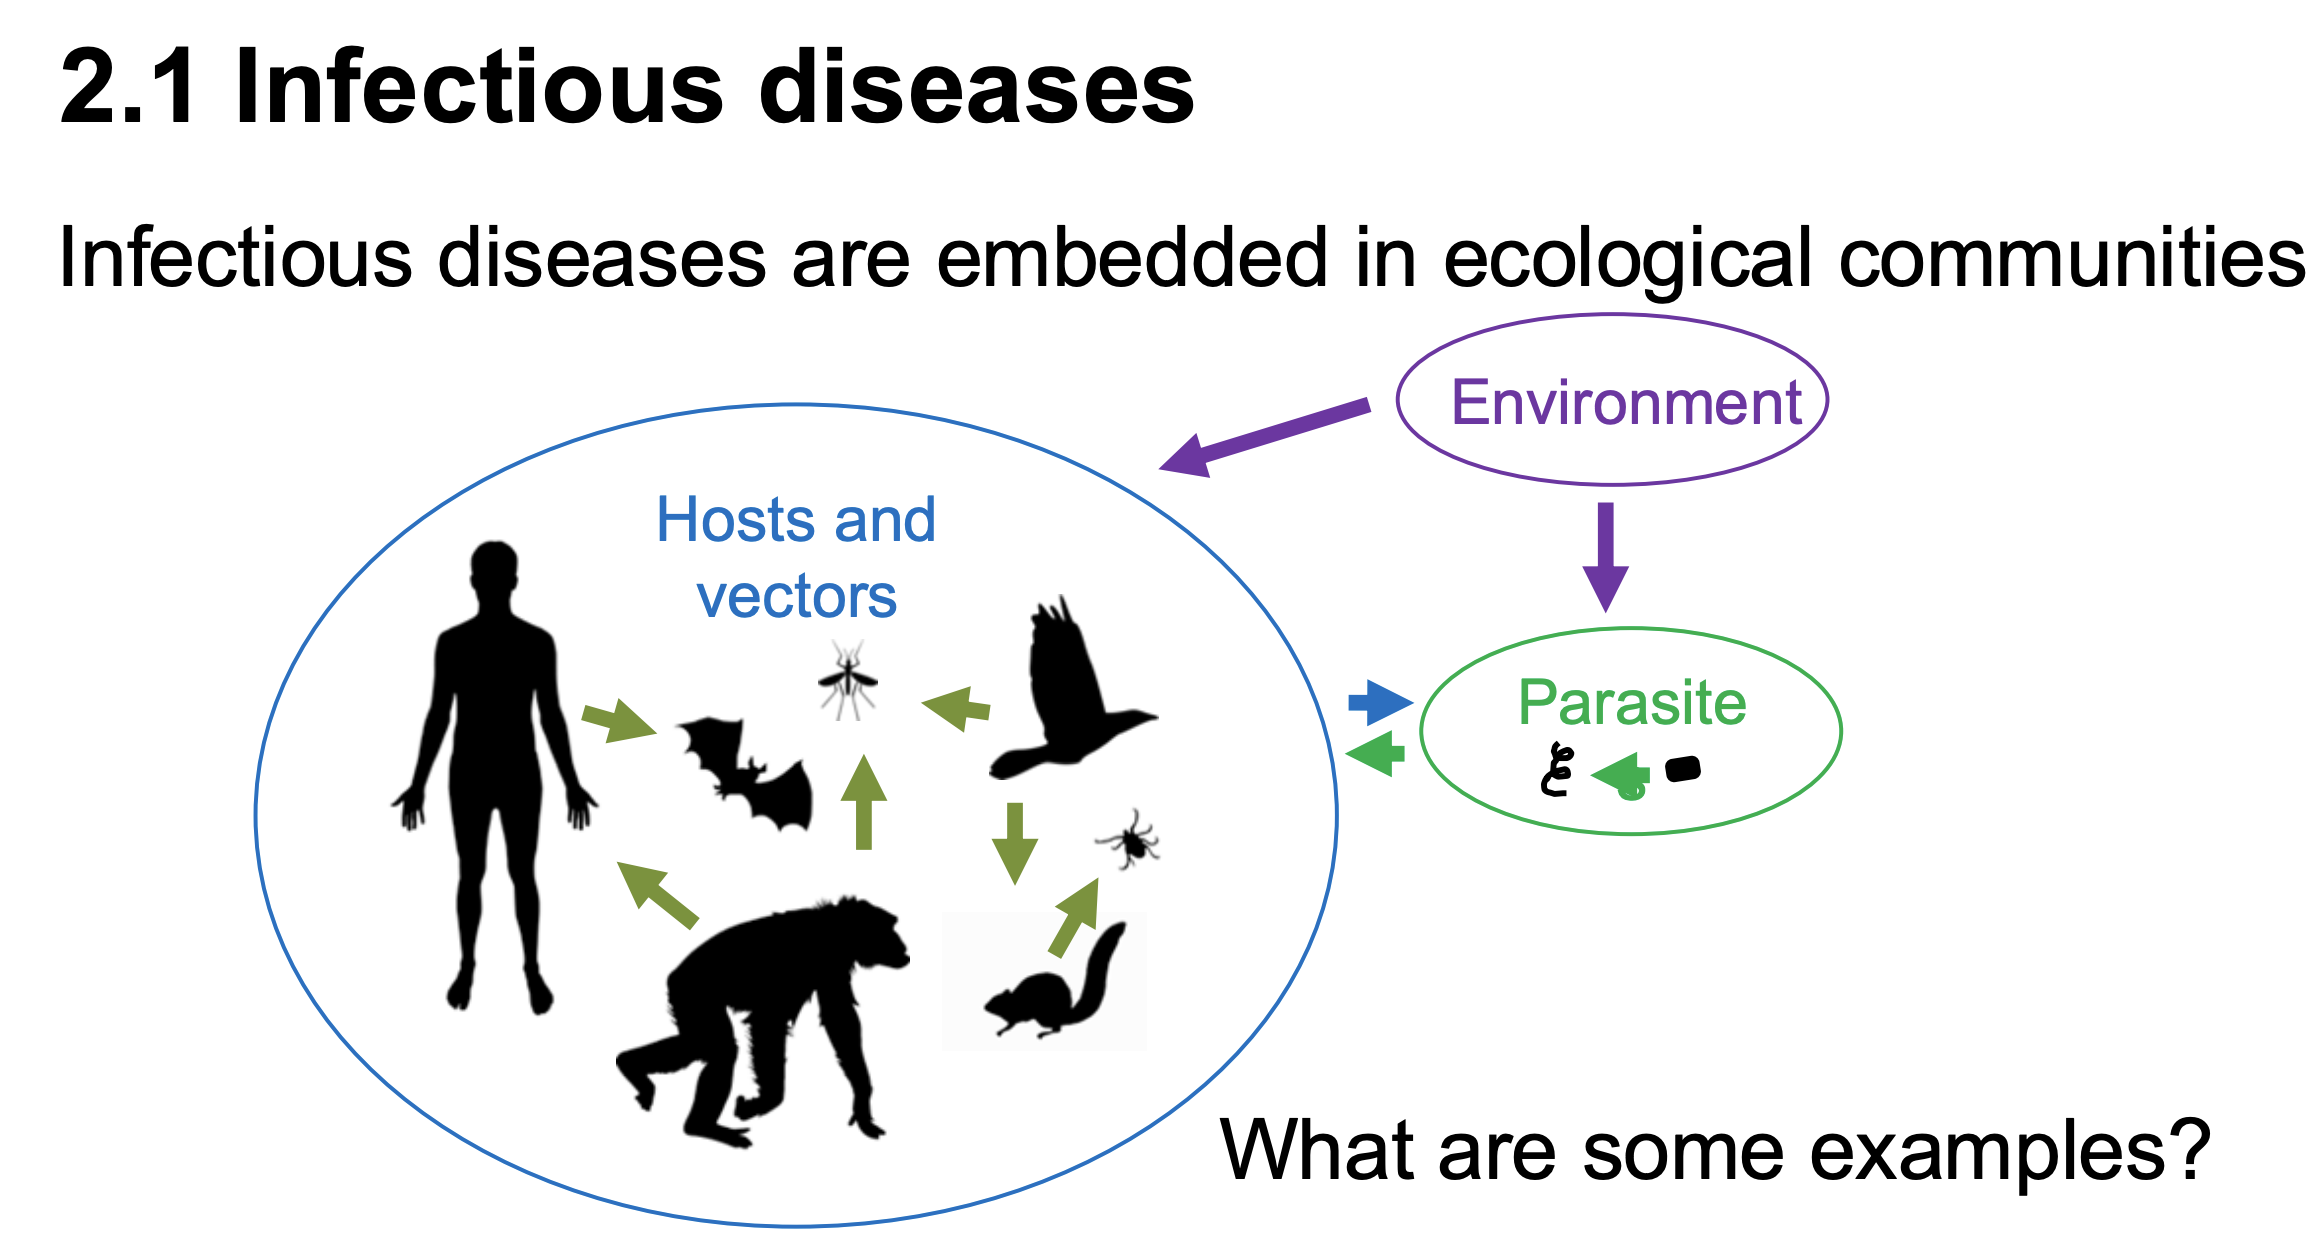 2.1 Infectious diseases
Infectious diseases are embedded in ecological communities
Environment
Hosts and
vectors
Parasite
What are some examples?